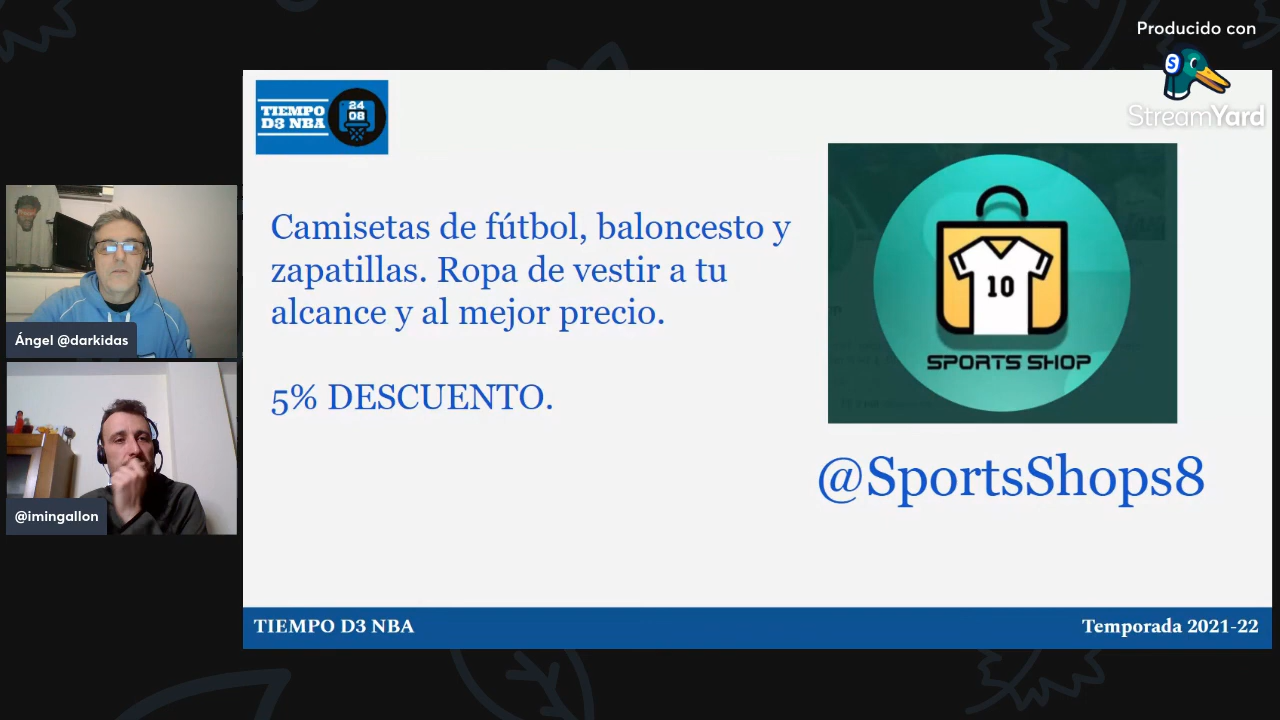 Producido con
StreamYard
TIEMPO
D3 NBA
24
08
Camisetas de fútbol, baloncesto y
zapatillas. Ropa de vestir a tu
alcance y al mejor precio.
5% DESCUENTO.
10
SPORTS SHOP
@SportsShops8
Ángel @darkidas
@imingallon
TIEMPO D3 NBA
Temporada 2021-22